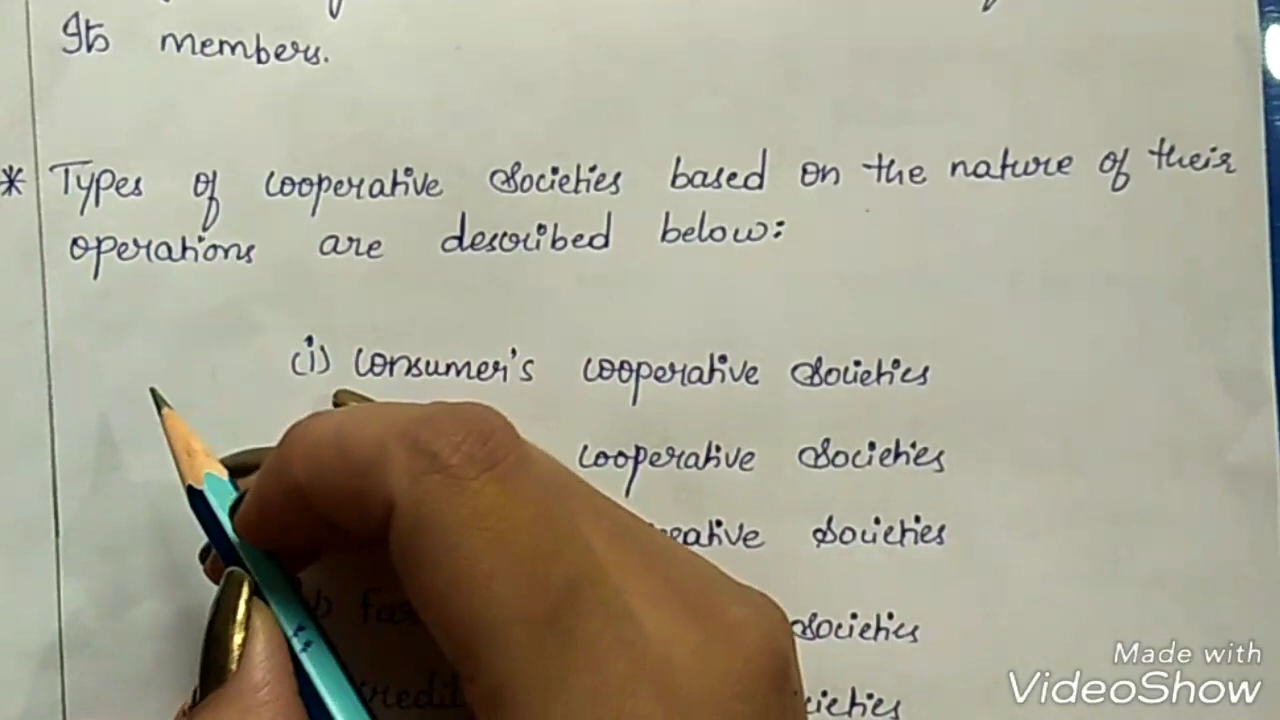 Its members.
* Types of cooperative Societies based on the nature of their
operations are described below:
(i) Consumer's cooperative Societies
cooperative Societies
Societies
Societies
Made with
VideoShow